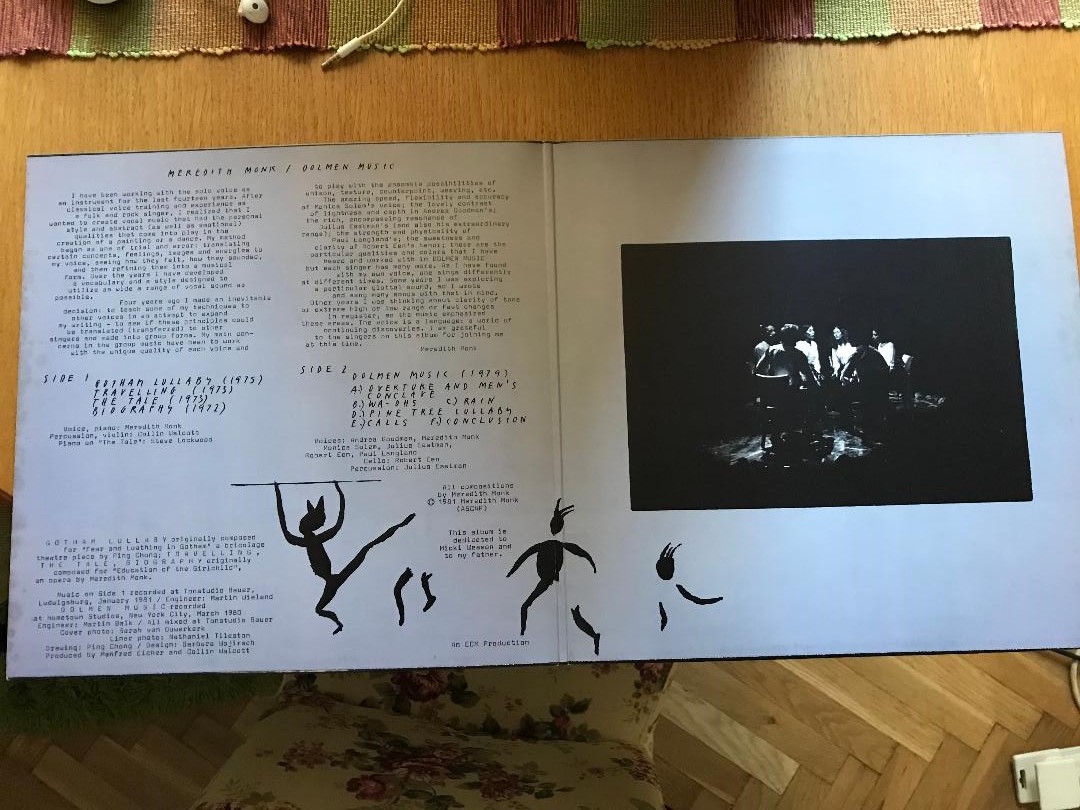 MEREDITH MONK / DOLMEN MUSIC
I have been working with the solo voice as
an instrument for the last fourteen years. After
classical voice training and experience as
a folk and rock singer, I realized that I
wanted to create vocal music that had the personal
style and abstract (as well as emotional)
qualities that come into play in the
creation of a painting or a dance. My method
began as one of trial and error: translating
certain concepts, feelings, images and energies to
my voice, seeing how they felt, how they sounded,
and then refining them into a musical
form. Over the years I have developed
a vocabulary and a style designed to
utilize as wide a range of vocal sound as
possible.
Four years ago I made an inevitable
decision: to teach some of my techniques to
other voices in an attempt to expand
my writing - to see if these principles could
be translated (transferred) to other
singers and made into group forms. My main con-
cerns in the group music have been to work
with the unique quality of each voice and
to play with the ensemble possibilities of
unison, texture, counterpoint, weaving, etc.
The amazing speed, flexibility and accuracy
of Monica Solem's voice; the lovely contrast
of lightness and depth in Andrea Goodman's;
the rich, encompassing resonance of
Julius Eastman's (and also his extraordinary
range); the strength and physicality of
Paul Langland's; the sweetness and
clarity of Robert Een's tenor; these are the
particular qualities and colors that I have
heard and worked with in DOLMEN MUSIC
but each singer has many more. As I have found
with my own voice, one sings differently
at different times. Some years I was exploring
a particular guttural sound, so I wrote
and sang many songs with that in mind.
Other years I was thinking about clarity of tone
or extreme high or low range or fast changes
in register, so the music emphasized
these areas. The voice is a language: a world of
continuing discoveries. I am grateful
to the singers on this album for joining me
at this time.
Meredith Monk
SIDE 1
GOTHAM LULLABY (1975)
TRAVELLING (1973)
THE TALE (1973)
BIOGRAPHY (1972)
Voice, piano: Meredith Monk
Percussion, violin: Collin Walcott
Piano on "The Tale": Steve Lockwood
SIDE 2
DOLMEN MUSIC (1979)
A) OVERTURE AND MEN'S
CONCLAVE
B) WA-OHS C) RAIN
D) PINE TREE LULLABY
E) CALLS F) CONCLUSION
Voices: Andrea Goodman, Meredith Monk
Monica Solem, Julius Eastman,
Robert Een, Paul Langland
Cello: Robert Een
Percussion: Julius Eastman
All compositions
by Meredith Monk
© 1981 Meredith Monk
(ASCAP)
This album is
dedicated to
Micki Wesson and
to my father.
GOTHAM LULLABY originally composed
for "Fear and Loathing in Gotham" a bricolage
theatre piece by Ping Chong; TRAVELLING,
THE TALE, BIOGRAPHY originally
composed for "Education of the Girlchild",
an opera by Meredith Monk.
Music on Side 1 recorded at Tonstudio Bauer,
Ludwigsburg, January 1981 / Engineer: Martin Wieland
DOLMEN MUSIC recorded
at Hometown Studios, New York City, March 1980
Engineer: Martin / All mixed at Tonstudio Bauer
Cover photo: Sarah van Ouwerkerk
Liner photo: Nathaniel Tileston
Drawing: Ping Chong / Design: Barbara Wojirsch
Produced by Manfred Eicher and Collin Walcott
An ECM Production